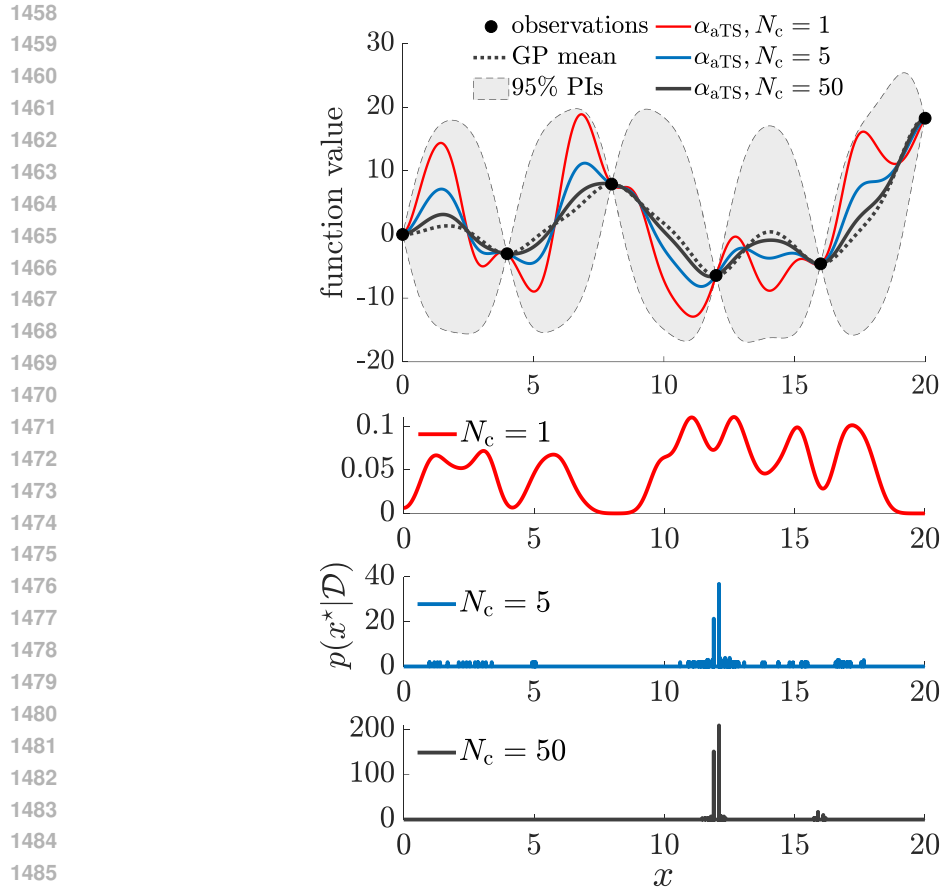 1458
1459
1460
1461
1462
1463
1464
1465
1466
1467
1468
1469
1470
1471
1472
1473
1474
1475
1476
1477
1478
1479
1480
1481
1482
1483
1484
1485
observations
GP mean
95% PIs
α_aTS, N_c = 1
α_aTS, N_c = 5
α_aTS, N_c = 50
function value
30
20
10
0
-10
-20
0 5 10 15 20
N_c = 1
0.1
0.05
0
0 5 10 15 20
p(x⋆|𝒟)
N_c = 5
40
20
0
0 5 10 15 20
N_c = 50
200
100
0
0 5 10 15 20
x